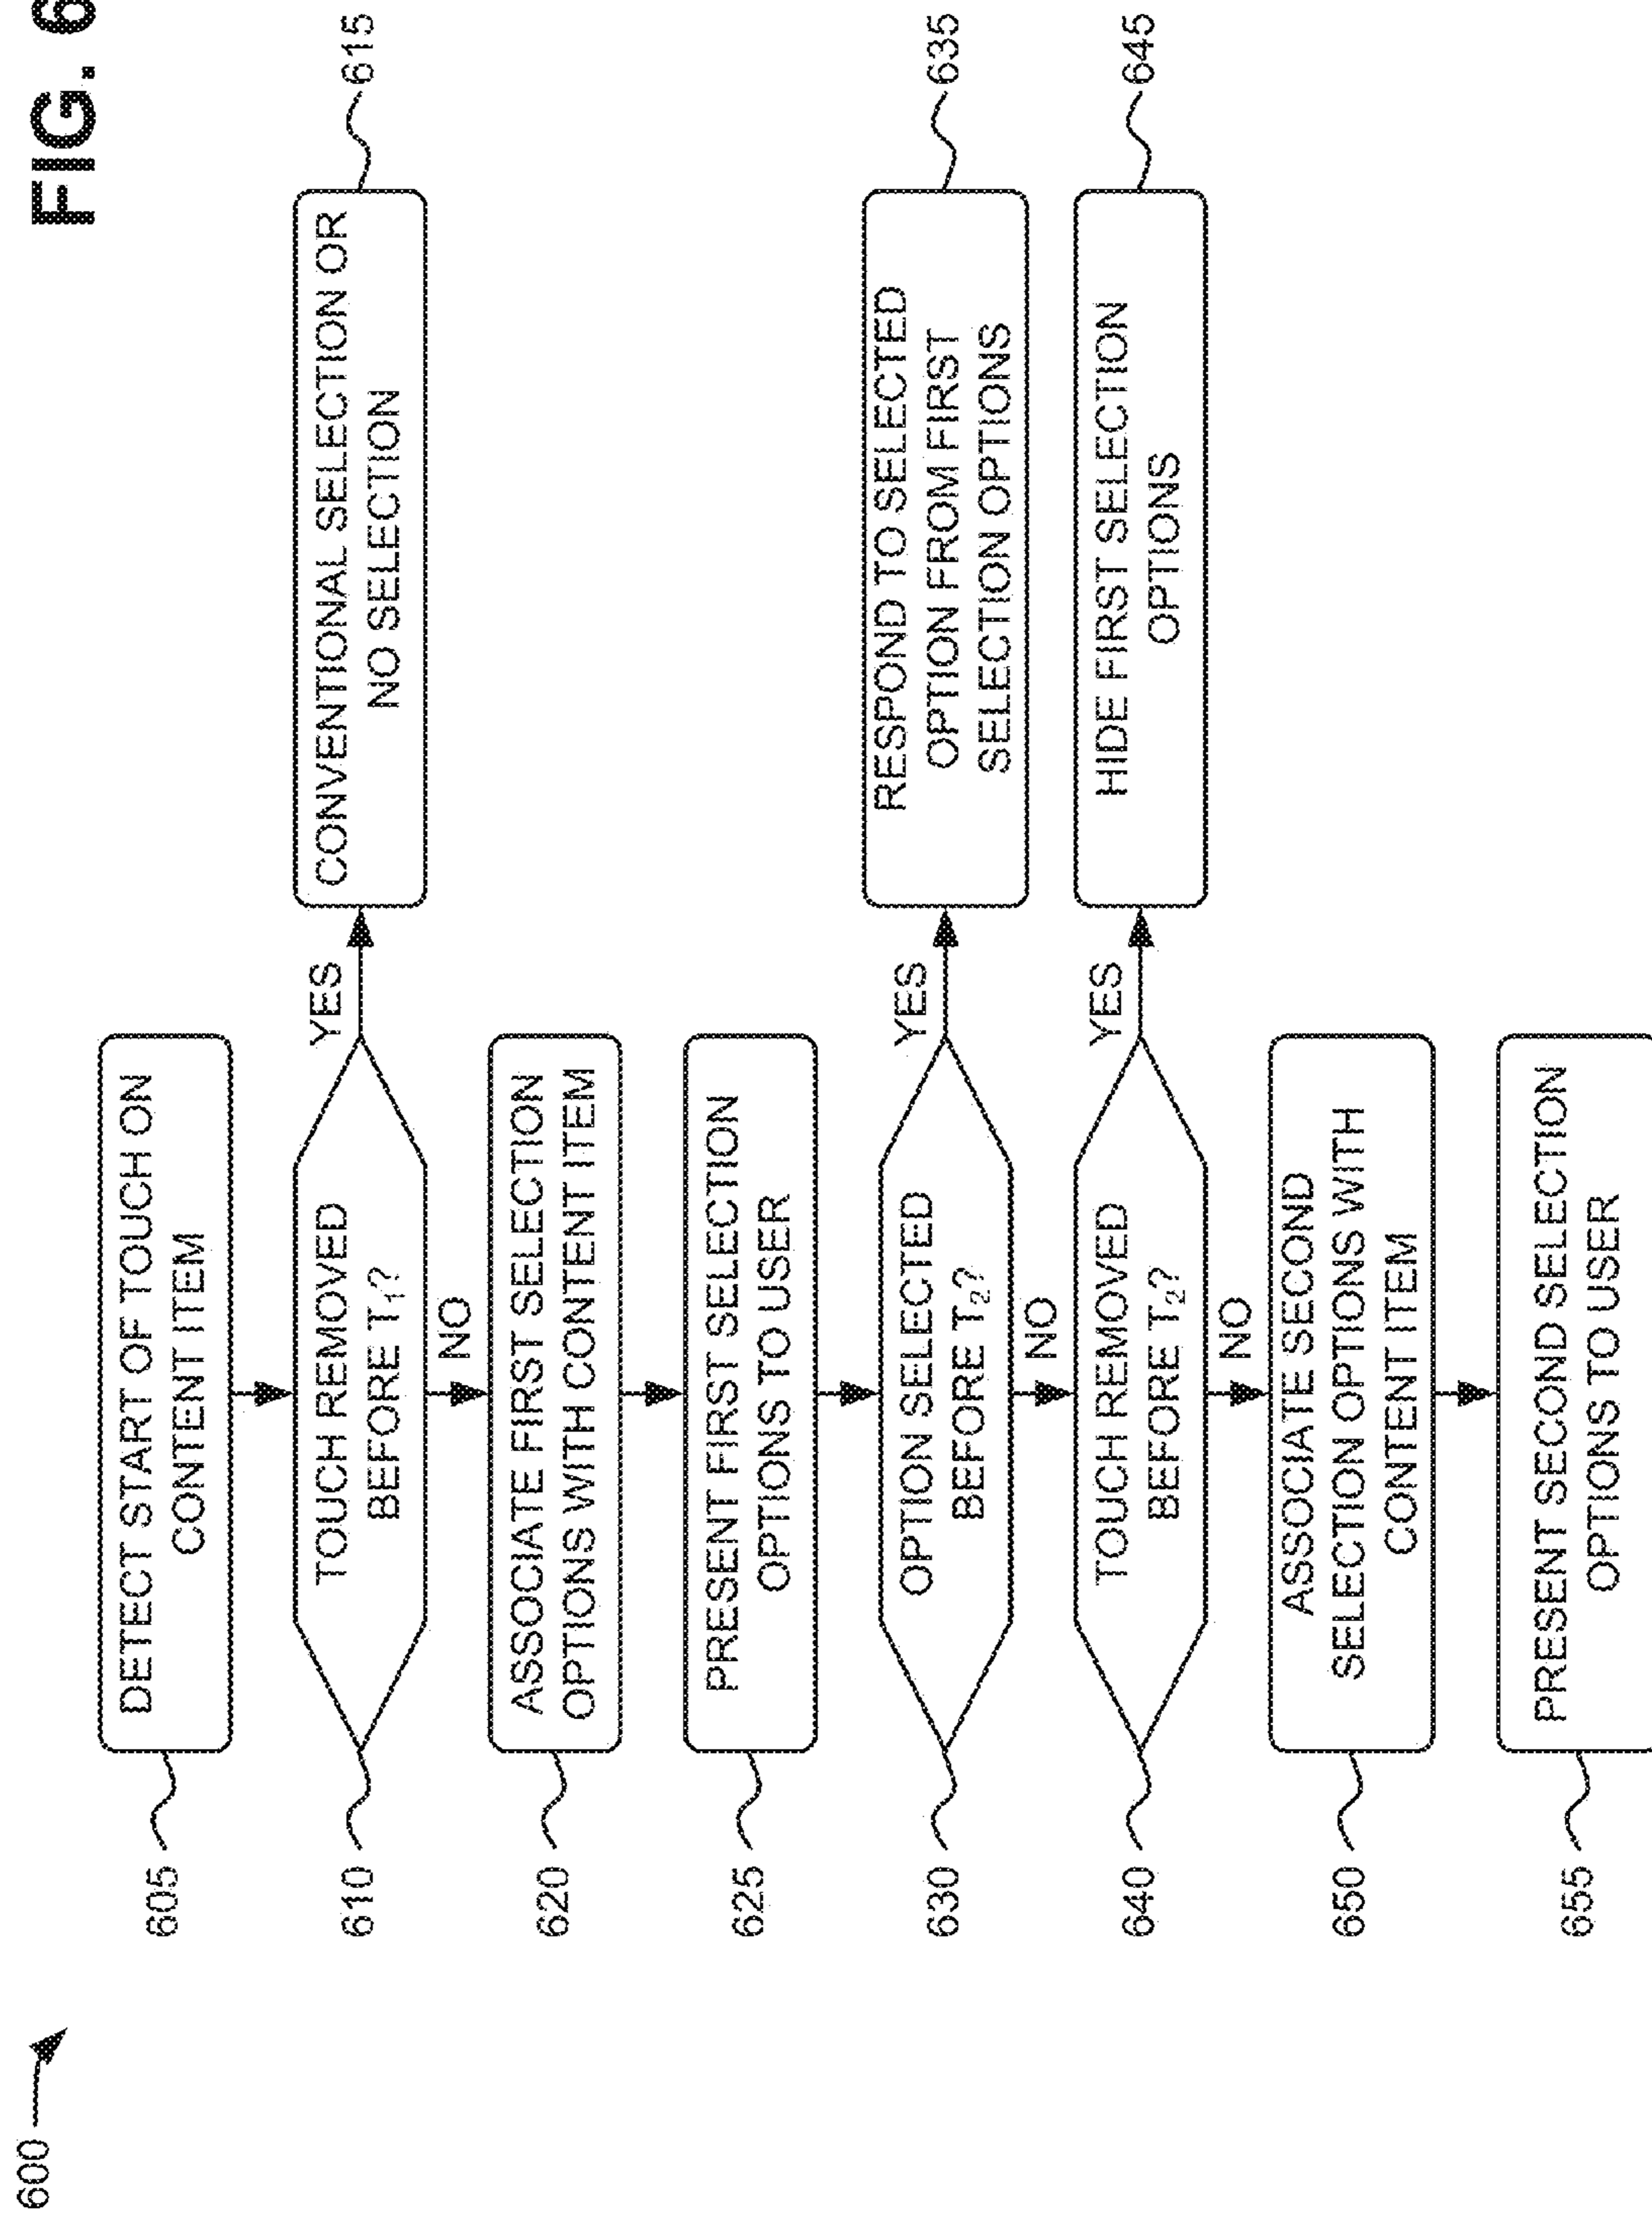 FIG. 6
600
605
DETECT START OF TOUCH ON
CONTENT ITEM
610
TOUCH REMOVED
BEFORE T₁?
YES
CONVENTIONAL SELECTION OR
NO SELECTION
615
NO
620
ASSOCIATE FIRST SELECTION
OPTIONS WITH CONTENT ITEM
625
PRESENT FIRST SELECTION
OPTIONS TO USER
630
OPTION SELECTED
BEFORE T₂?
YES
RESPOND TO SELECTED
OPTION FROM FIRST
SELECTION OPTIONS
635
NO
640
TOUCH REMOVED
BEFORE T₂?
YES
HIDE FIRST SELECTION
OPTIONS
645
NO
650
ASSOCIATE SECOND
SELECTION OPTIONS WITH
CONTENT ITEM
655
PRESENT SECOND SELECTION
OPTIONS TO USER